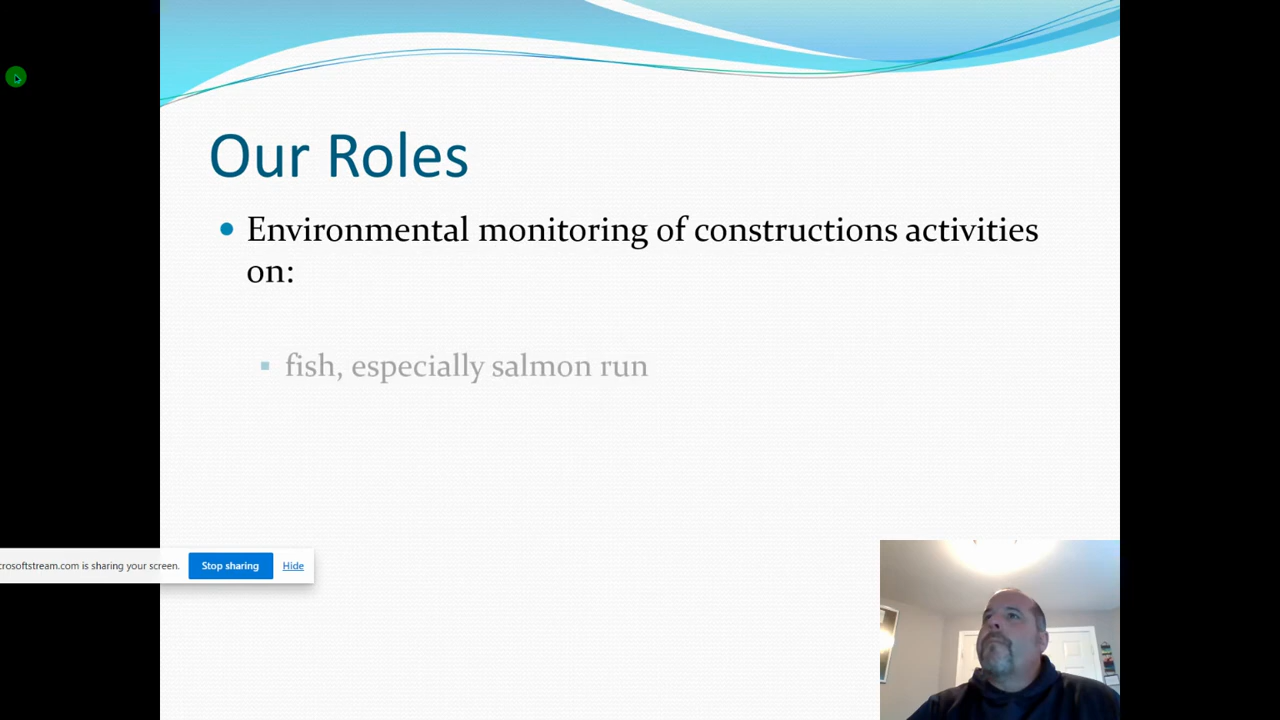 Our Roles
Environmental monitoring of constructions activities
on:
fish, especially salmon run
crosoftstream.com is sharing your screen. Stop sharing Hide